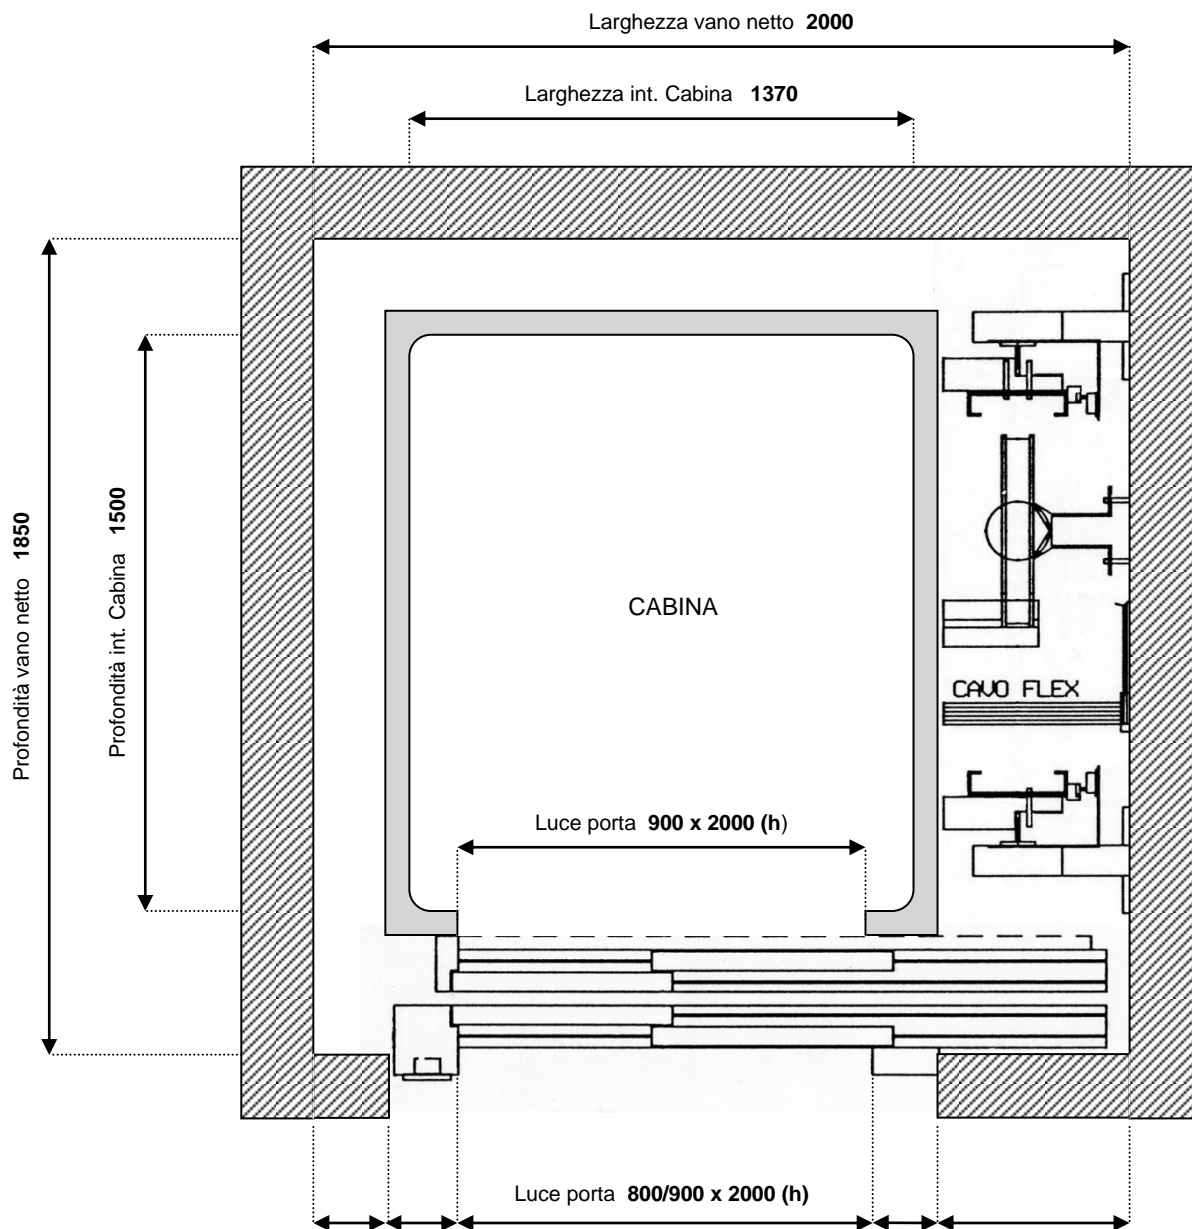 Larghezza vano netto 2000
Larghezza int. Cabina 1370
Profondità vano netto 1850
Profondità int. Cabina 1500
CABINA
CAVO FLEX
Luce porta 900 x 2000 (h)
Luce porta 800/900 x 2000 (h)